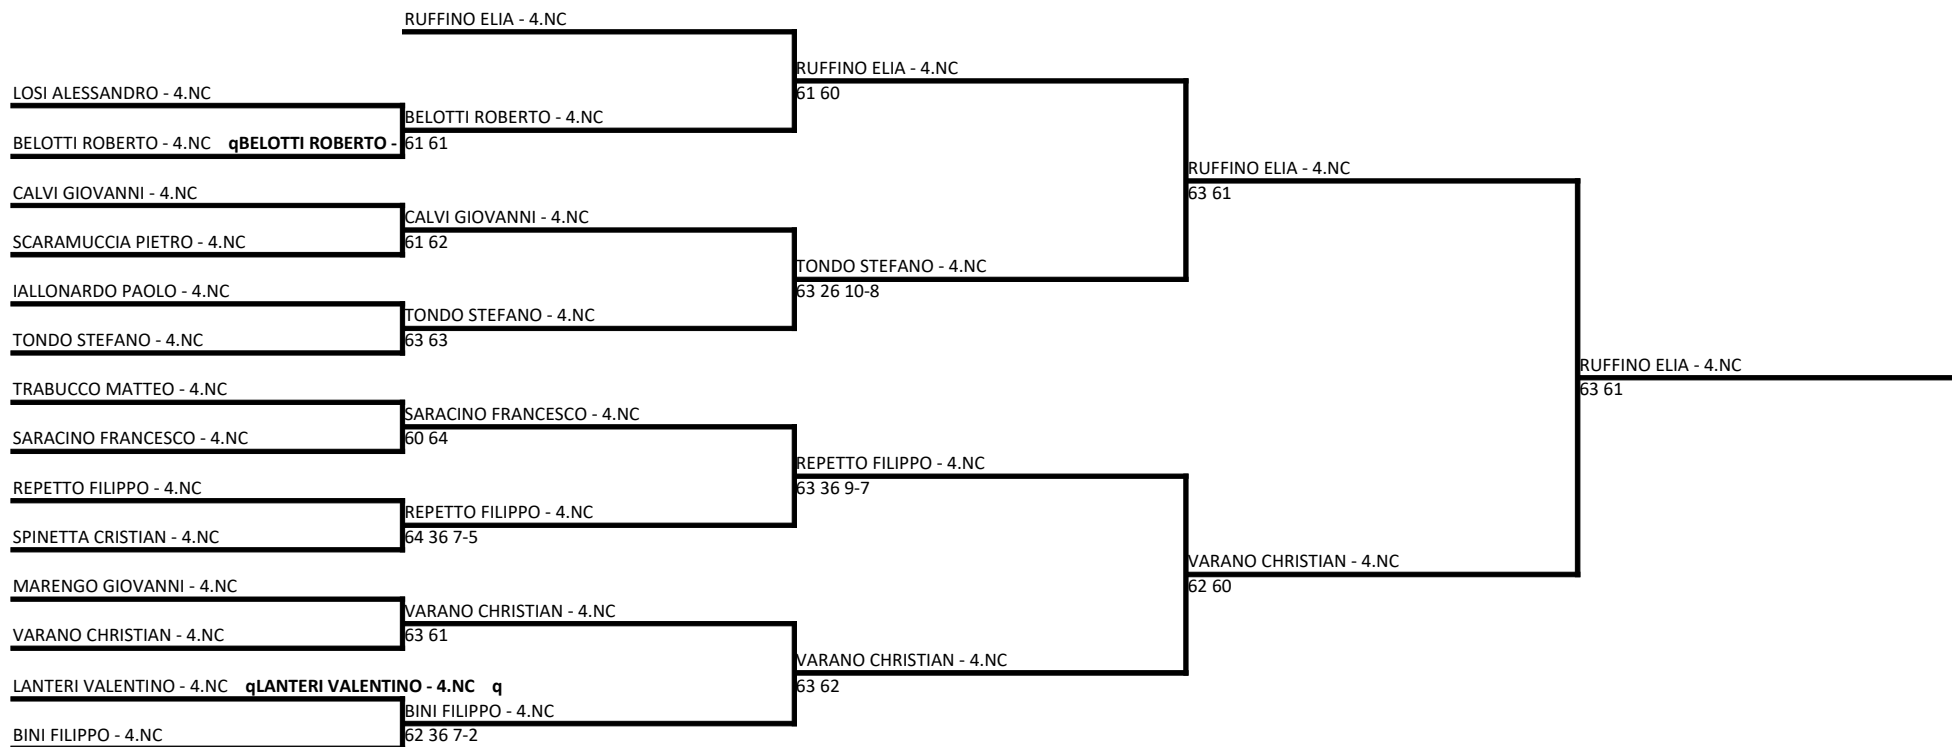 RUFFINO ELIA - 4.NC
RUFFINO ELIA - 4.NC
LOSI ALESSANDRO - 4.NC
61 60
BELOTTI ROBERTO - 4.NC
BELOTTI ROBERTO - 4.NC qBELOTTI ROBERTO - 61 61
RUFFINO ELIA - 4.NC
CALVI GIOVANNI - 4.NC
63 61
CALVI GIOVANNI - 4.NC
SCARAMUCCIA PIETRO - 4.NC
61 62
TONDO STEFANO - 4.NC
IALLONARDO PAOLO - 4.NC
63 26 10-8
TONDO STEFANO - 4.NC
TONDO STEFANO - 4.NC
63 63
RUFFINO ELIA - 4.NC
TRABUCCO MATTEO - 4.NC
63 61
SARACINO FRANCESCO - 4.NC
SARACINO FRANCESCO - 4.NC
60 64
REPETTO FILIPPO - 4.NC
REPETTO FILIPPO - 4.NC
63 36 9-7
REPETTO FILIPPO - 4.NC
SPINETTA CRISTIAN - 4.NC
64 36 7-5
VARANO CHRISTIAN - 4.NC
MARENGO GIOVANNI - 4.NC
62 60
VARANO CHRISTIAN - 4.NC
VARANO CHRISTIAN - 4.NC
63 61
VARANO CHRISTIAN - 4.NC
LANTERI VALENTINO - 4.NC qLANTERI VALENTINO - 4.NC q
63 62
BINI FILIPPO - 4.NC
BINI FILIPPO - 4.NC
62 36 7-2